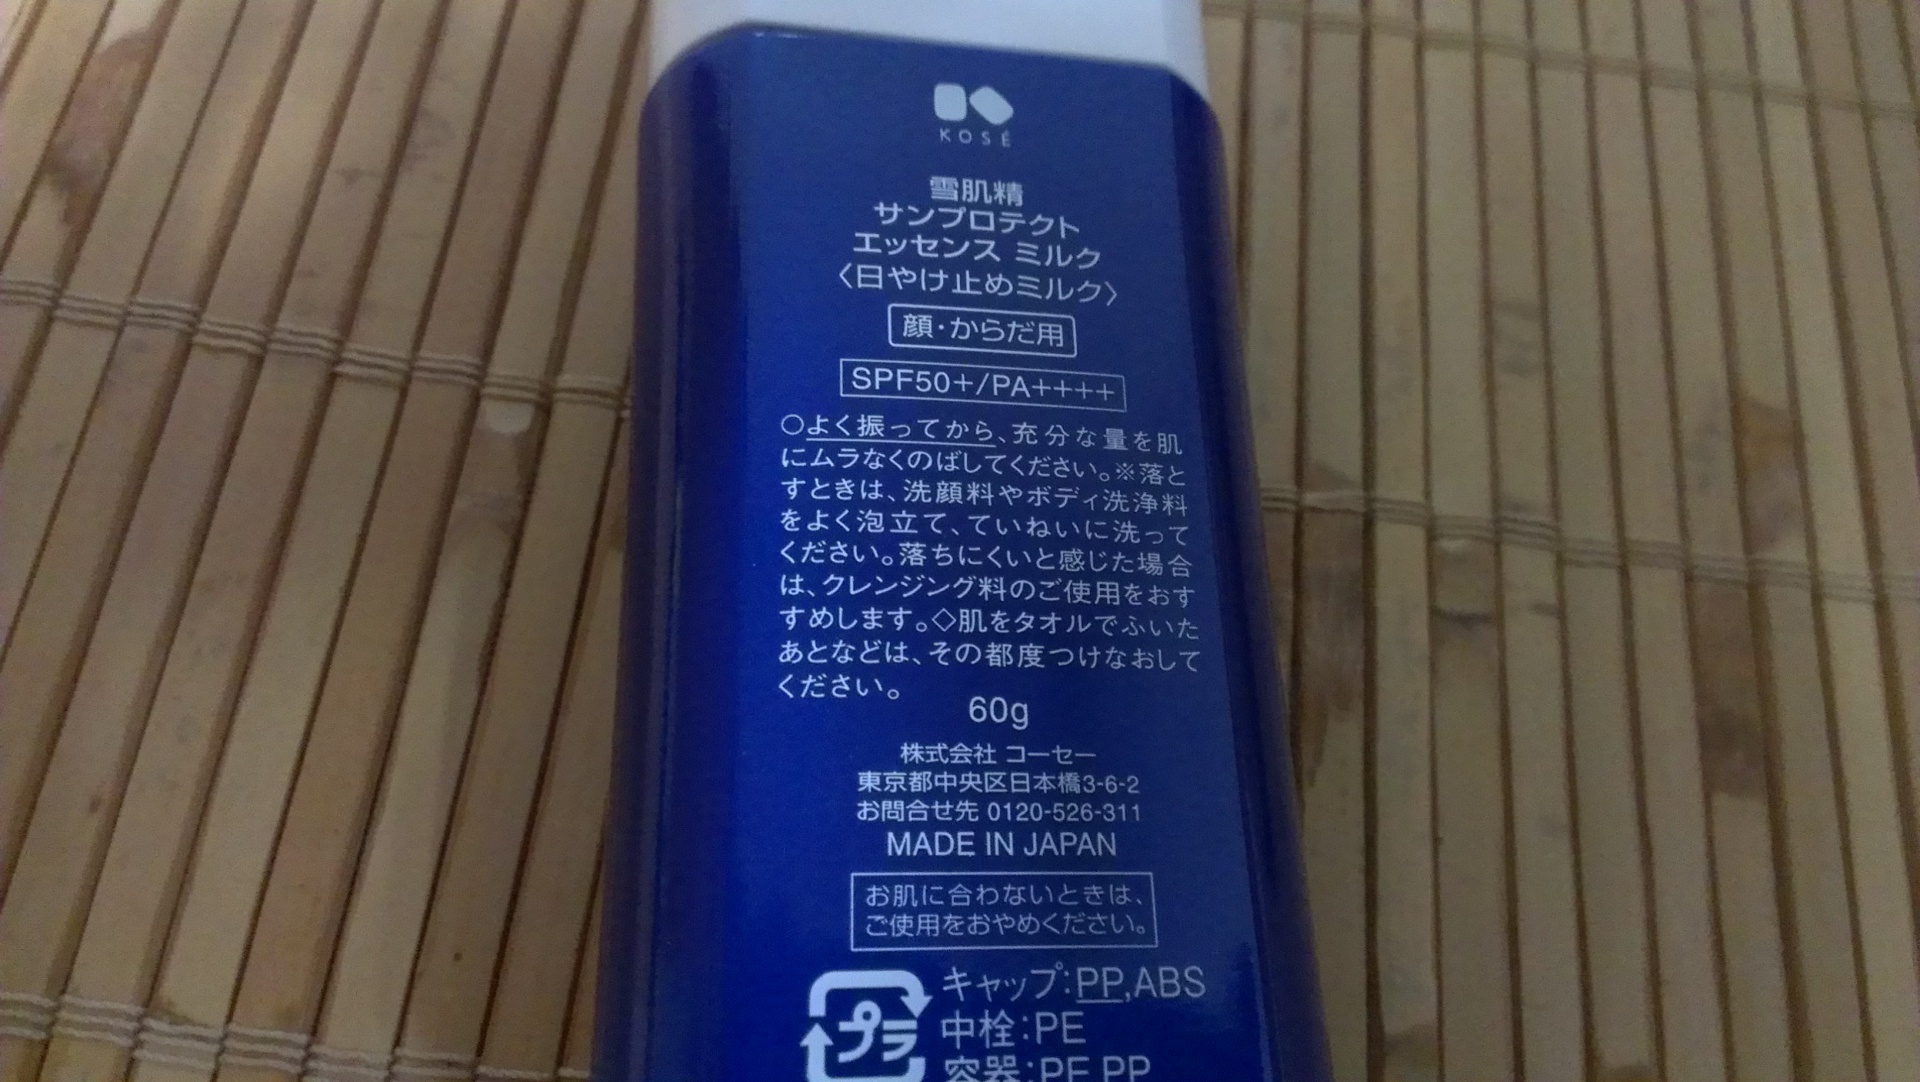 KOSÉ
雪肌精
サンプロテクト
エッセンス ミルク
〈日やけ止めミルク〉
顔・からだ用
SPF50+/PA++++
○よく振ってから、充分な量を肌
にムラなくのばしてください。※落と
すときは、洗顔料やボディ洗浄料
をよく泡立て、ていねいに洗って
ください。落ちにくいと感じた場合
は、クレンジング料のご使用をおす
すめします。◇肌をタオルでふいた
あとなどは、その都度つけなおして
ください。
60g
株式会社 コーセー
東京都中央区日本橋3-6-2
お問合せ先 0120-526-311
MADE IN JAPAN
お肌に合わないときは、
ご使用をおやめください。
プラ
キャップ:PP,ABS
中栓:PE
容器:PE,PP